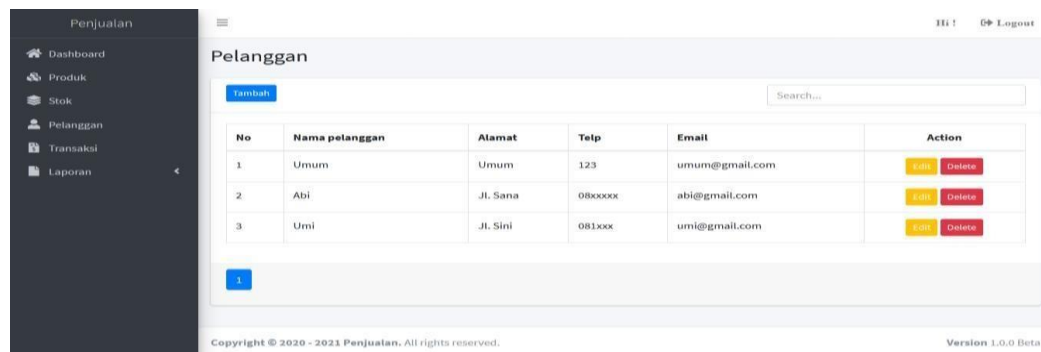 Penjualan
Hi ! Logout
Dashboard
Produk
Stok
Pelanggan
Transaksi
Laporan
Pelanggan
Tambah Search...
No Nama pelanggan Alamat Telp Email Action
1 Umum Umum 123 umum@gmail.com Edit Delete
2 Abi Jl. Sana 08xxxxx abi@gmail.com Edit Delete
3 Umi Jl. Sini 081xxx umi@gmail.com Edit Delete
1
Copyright © 2020 - 2021 Penjualan. All rights reserved. Version 1.0.0 Beta